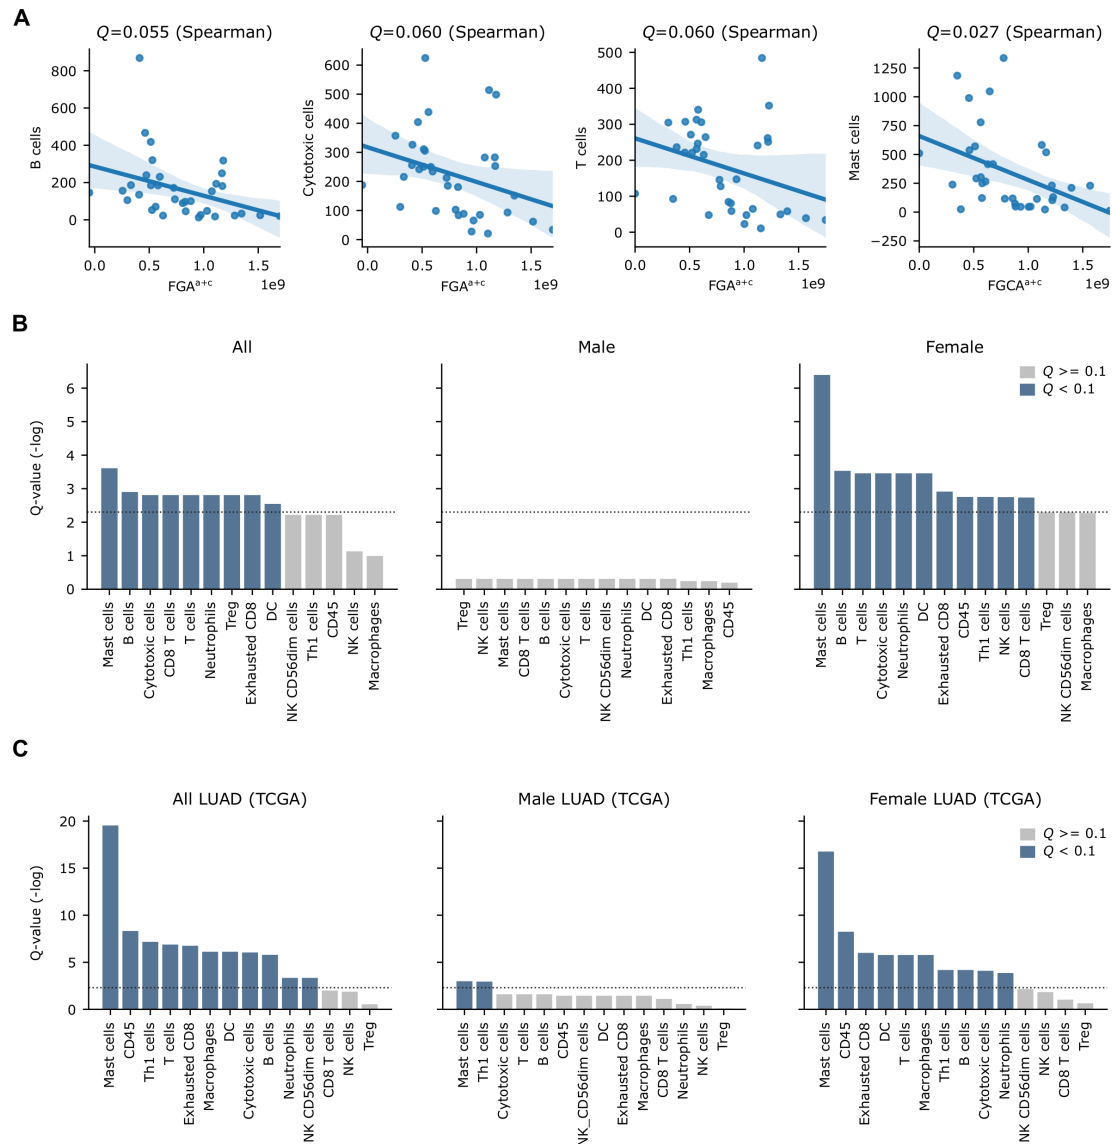 A
Q=0.055 (Spearman)
Q=0.060 (Spearman)
Q=0.060 (Spearman)
Q=0.027 (Spearman)
B cells
800
600
400
200
0
0.0 0.5 1.0 1.5
FGAa+c
1e9
Cytotoxic cells
600
500
400
300
200
100
0
0.0 0.5 1.0 1.5
FGAa+c
1e9
T cells
500
400
300
200
100
0
0.0 0.5 1.0 1.5
FGAa+c
1e9
Mast cells
1250
1000
750
500
250
0
−250
0.0 0.5 1.0 1.5
FGCAa+c
1e9
B
All
Male
Female
Q >= 0.1
Q < 0.1
Q-value (-log)
6
5
4
3
2
1
0
Mast cells
B cells
Cytotoxic cells
CD8 T cells
T cells
Neutrophils
Treg
Exhausted CD8
DC
NK CD56dim cells
Th1 cells
CD45
NK cells
Macrophages
Treg
NK cells
Mast cells
CD8 T cells
B cells
Cytotoxic cells
T cells
NK CD56dim cells
Neutrophils
DC
Exhausted CD8
Th1 cells
Macrophages
CD45
Mast cells
B cells
T cells
Cytotoxic cells
Neutrophils
DC
Exhausted CD8
CD45
Th1 cells
NK cells
CD8 T cells
Treg
NK CD56dim cells
Macrophages
C
All LUAD (TCGA)
Male LUAD (TCGA)
Female LUAD (TCGA)
Q >= 0.1
Q < 0.1
Q-value (-log)
20
15
10
5
0
Mast cells
CD45
Th1 cells
T cells
Exhausted CD8
Macrophages
DC
Cytotoxic cells
B cells
Neutrophils
NK CD56dim cells
CD8 T cells
NK cells
Treg
Mast cells
Th1 cells
Cytotoxic cells
T cells
B cells
CD45
NK_CD56dim cells
DC
Exhausted CD8
Macrophages
CD8 T cells
Neutrophils
NK cells
Treg
Mast cells
CD45
Exhausted CD8
DC
T cells
Macrophages
Th1 cells
B cells
Cytotoxic cells
Neutrophils
NK CD56dim cells
NK cells
CD8 T cells
Treg